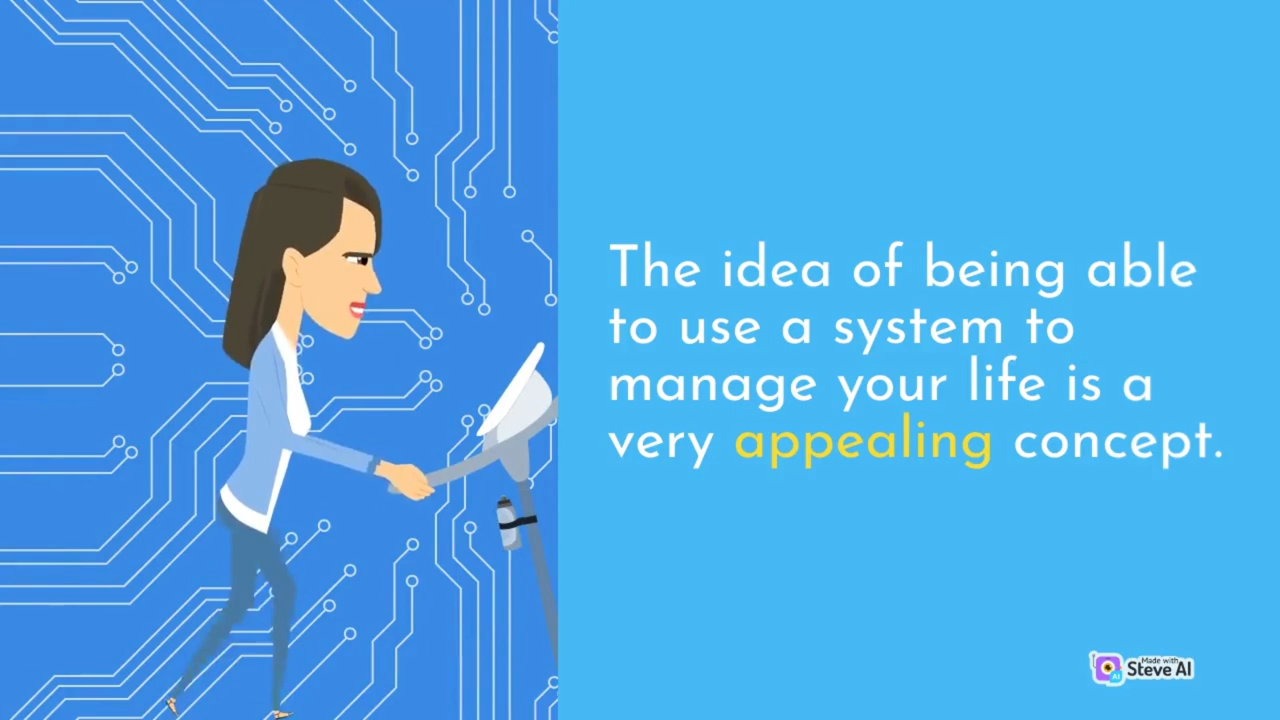 The idea of being able
to use a system to
manage your life is a
very appealing concept.
Made with
Steve AI
AI